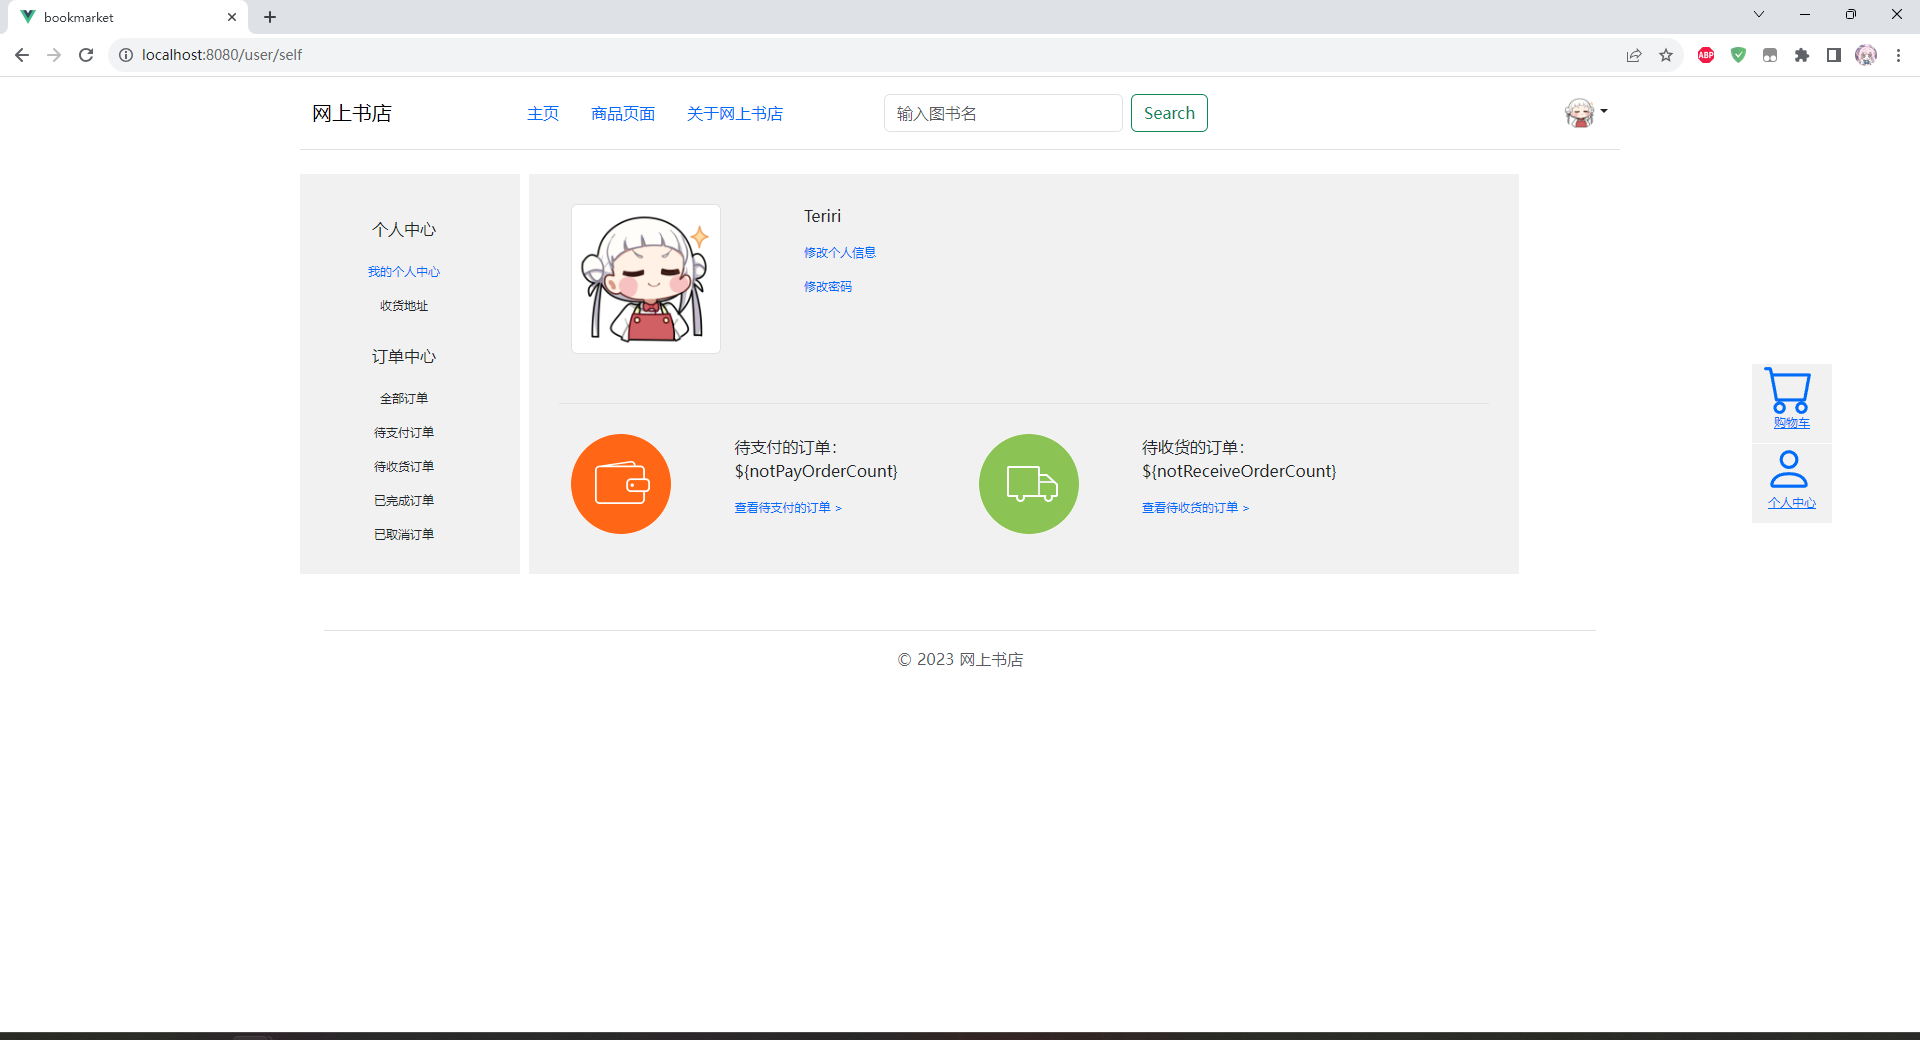 bookmarket
localhost:8080/user/self
ABP
网上书店
主页
商品页面
关于网上书店
输入图书名
Search
个人中心
我的个人中心
收货地址
订单中心
全部订单
待支付订单
待收货订单
已完成订单
已取消订单
Teriri
修改个人信息
修改密码
待支付的订单：
${notPayOrderCount}
查看待支付的订单 >
待收货的订单：
${notReceiveOrderCount}
查看待收货的订单 >
购物车
个人中心
© 2023 网上书店